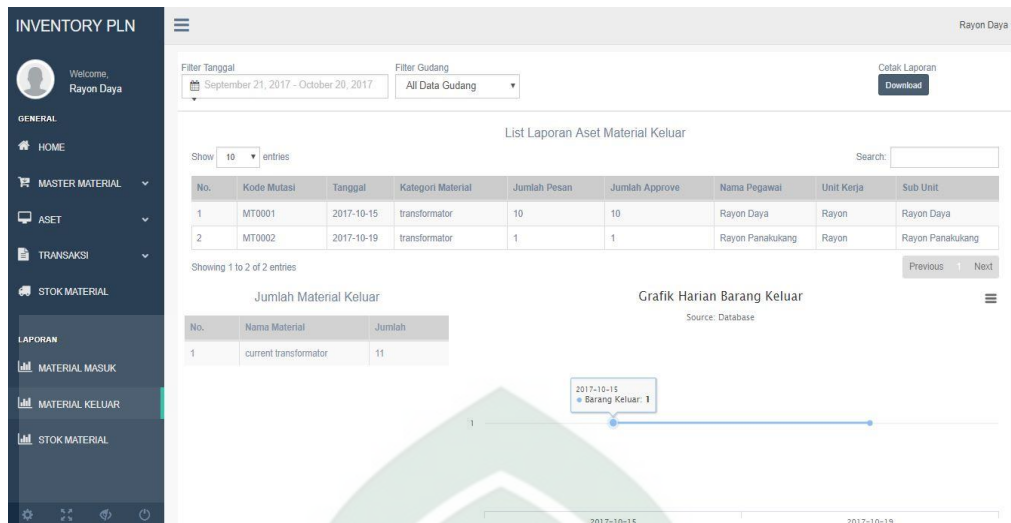 INVENTORY PLN
Rayon Daya
Welcome,
Rayon Daya
GENERAL
HOME
MASTER MATERIAL
ASET
TRANSAKSI
STOK MATERIAL
LAPORAN
MATERIAL MASUK
MATERIAL KELUAR
STOK MATERIAL
Filter Tanggal
September 21, 2017 - October 20, 2017
Filter Gudang
All Data Gudang
Cetak Laporan
Download
List Laporan Aset Material Keluar
Show 10 entries
Search:
No. Kode Mutasi Tanggal Kategori Material Jumlah Pesan Jumlah Approve Nama Pegawai Unit Kerja Sub Unit
1 MT0001 2017-10-15 transformator 10 10 Rayon Daya Rayon Rayon Daya
2 MT0002 2017-10-19 transformator 1 1 Rayon Panakukang Rayon Rayon Panakukang
Showing 1 to 2 of 2 entries
Previous 1 Next
Jumlah Material Keluar
No. Nama Material Jumlah
1 current transformator 11
Grafik Harian Barang Keluar
Source: Database
2017-10-15
Barang Keluar: 1
1
2017-10-15 2017-10-19